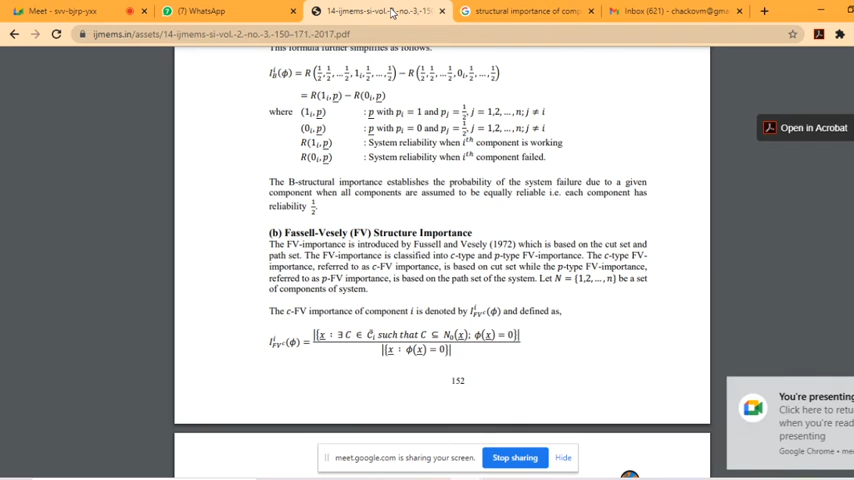 Meet - svv-bjrp-yxx
(7) WhatsApp
14-ijmems-si-vol.-2,-no.-3,-150
structural importance of comp
Inbox (621) - chackovm@gma
ijmems.in/assets/14-ijmems-si-vol.-2,-no.-3,-150–171,-2017.pdf
This formula further simplifies as follows:
I_B^i(ϕ) = R (1/2, 1/2, … 1/2, 1_i, 1/2, …, 1/2) − R (1/2, 1/2, …, 1/2, 0_i, 1/2, …, 1/2)
= R(1_i, p) − R(0_i, p)
where (1_i, p) : p with p_i = 1 and p_j = 1/2, j = 1,2, …, n; j ≠ i
(0_i, p) : p with p_i = 0 and p_j = 1/2, j = 1,2, …, n; j ≠ i
R(1_i, p) : System reliability when i^th component is working
R(0_i, p) : System reliability when i^th component failed.
The B-structural importance establishes the probability of the system failure due to a given
component when all components are assumed to be equally reliable i.e. each component has
reliability 1/2.
(b) Fassell-Vesely (FV) Structure Importance
The FV-importance is introduced by Fussell and Vesely (1972) which is based on the cut set and
path set. The FV-importance is classified into c-type and p-type FV-importance. The c-type FV-
importance, referred to as c-FV importance, is based on cut set while the p-type FV-importance,
referred to as p-FV importance, is based on the path set of the system. Let N = {1,2, …, n} be a set
of components of system.
The c-FV importance of component i is denoted by I_FV^c^i(ϕ) and defined as,
I_FV^c^i(ϕ) = |{x : ∃ C ∈ Ĉ_i such that C ⊆ N_0(x); ϕ(x) = 0}|
|{x : ϕ(x) = 0}|
152
Open in Acrobat
You're presenting
Click here to retu
when you're read
presenting
Google Chrome • mee
meet.google.com is sharing your screen.
Stop sharing
Hide